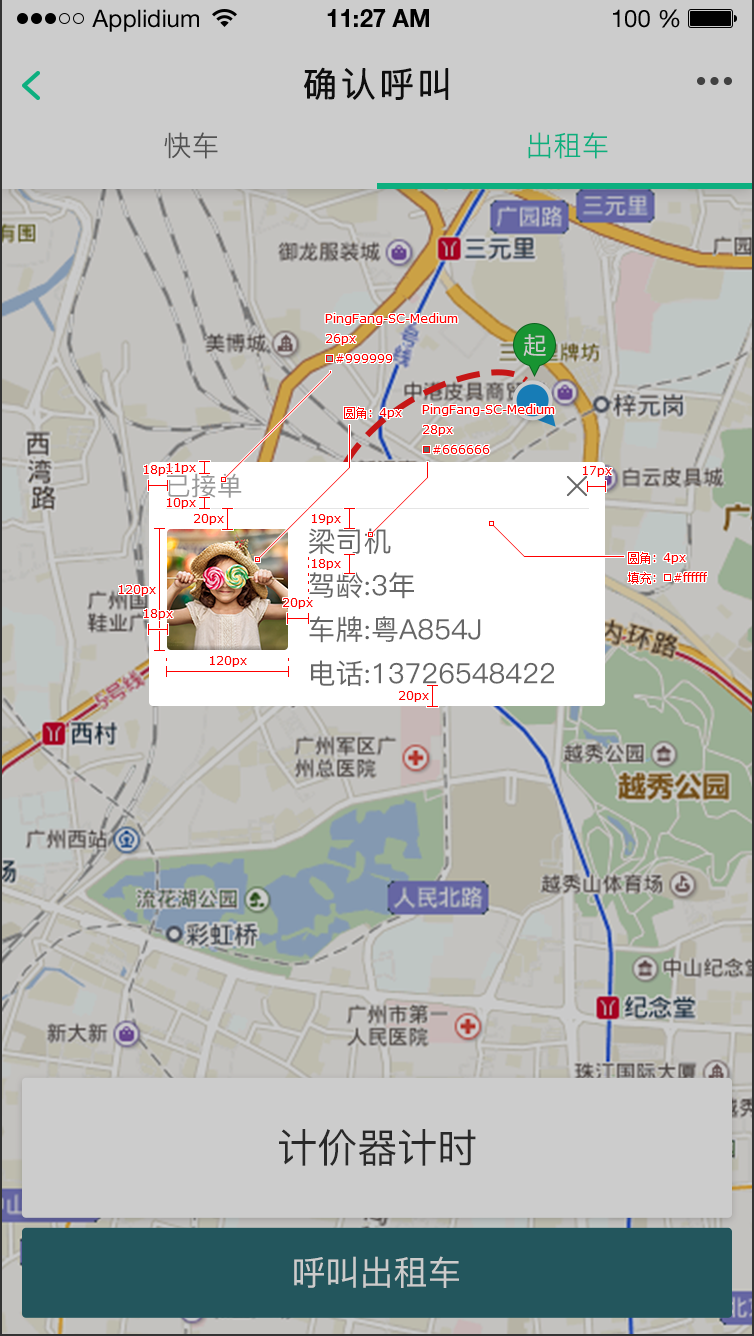 ●●●○○ Applidium
11:27 AM
100 %
确认呼叫
快车
出租车
广园路
三元里
有围
御龙服装城
三元里
广园
PingFang-SC-Medium
26px
#999999
美博城
起
牌坊
中港皮具商贸
圆角：4px
PingFang-SC-Medium
28px
#666666
梓元岗
西湾路
18px
11px
已接单
17px
白云皮具城
10px
20px
19px
广
梁司机
圆角：4px
18px
填充：#ffffff
驾龄:3年
120px
广州国
鞋业广
18px
20px
车牌:粤A854J
内环路
120px
电话:13726548422
5号线
20px
西村
广州军区广
州总医院
越秀公园
越秀公园
广州西站
场
流花湖公园
人民北路
越秀山体育场
彩虹桥
中山纪念
纪念堂
新大新
广州市第一
人民医院
珠江国际大厦
计价器计时
呼叫出租车